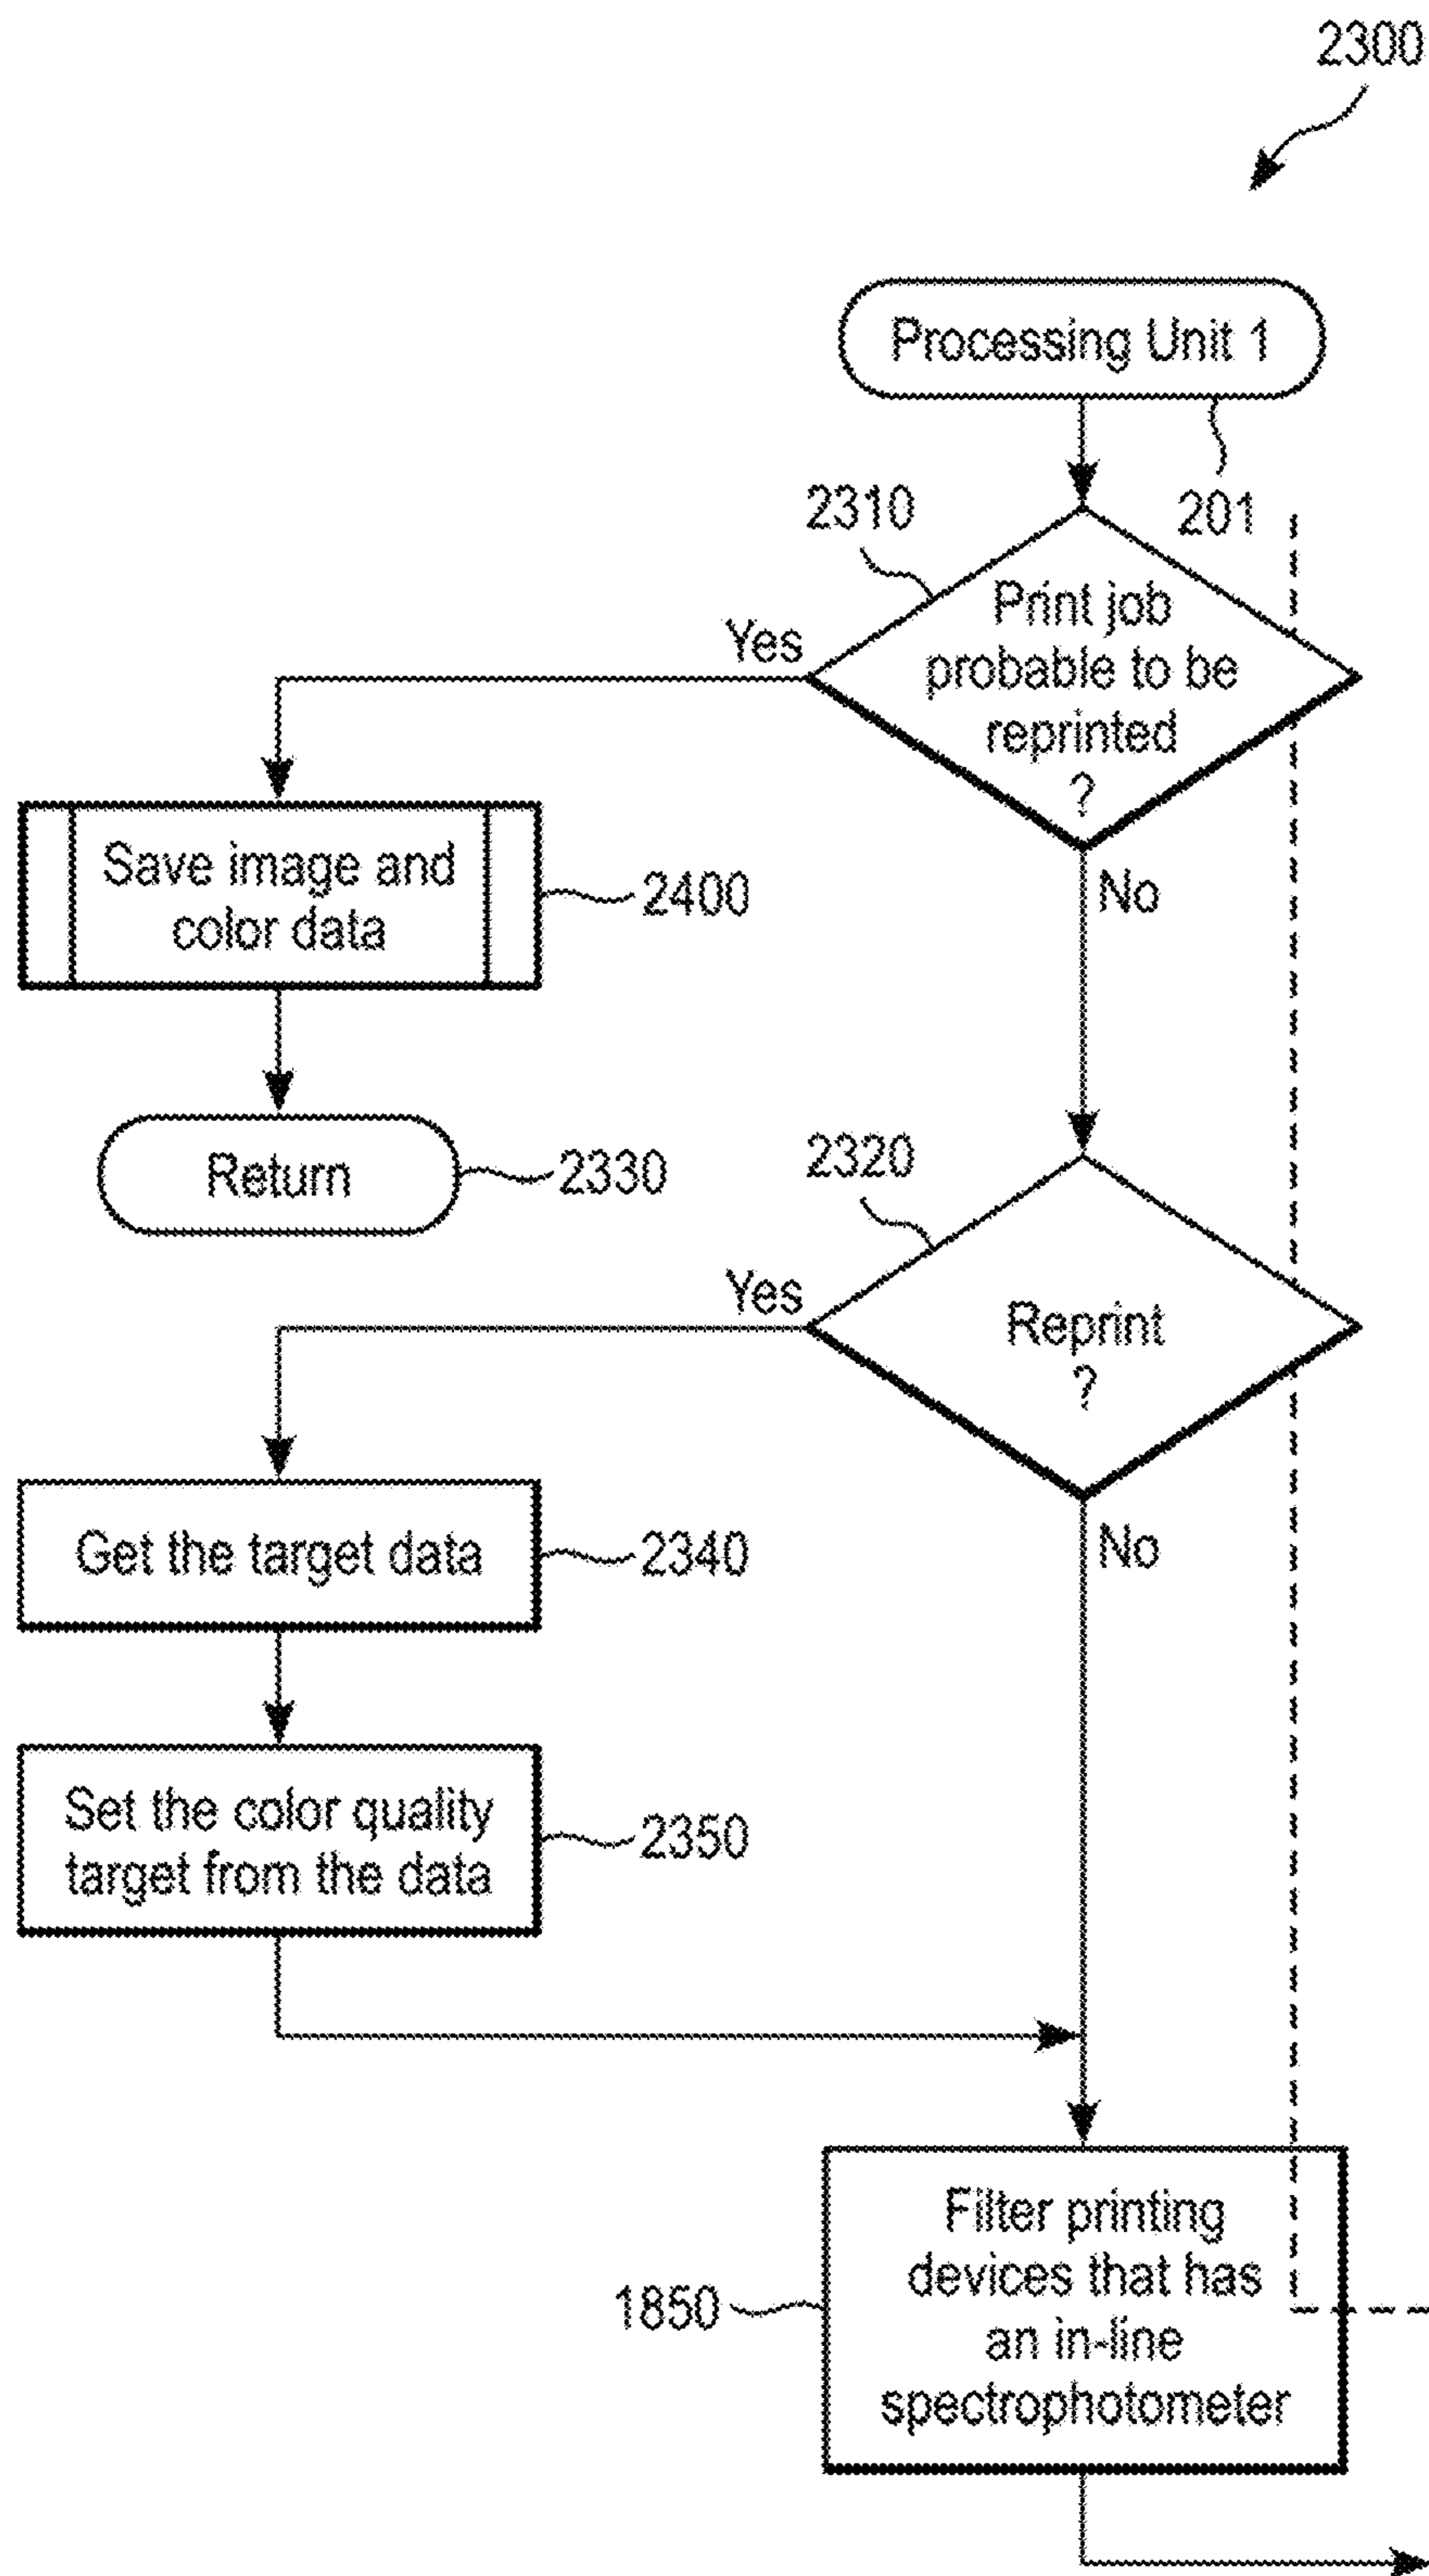 2300
Processing Unit 1
201
2310
Print job
probable to be
reprinted
?
Yes
No
Save image and
color data
2400
Return
2330
2320
Reprint
?
Yes
No
Get the target data
2340
Set the color quality
target from the data
2350
Filter printing
devices that has
an in-line
spectrophotometer
1850